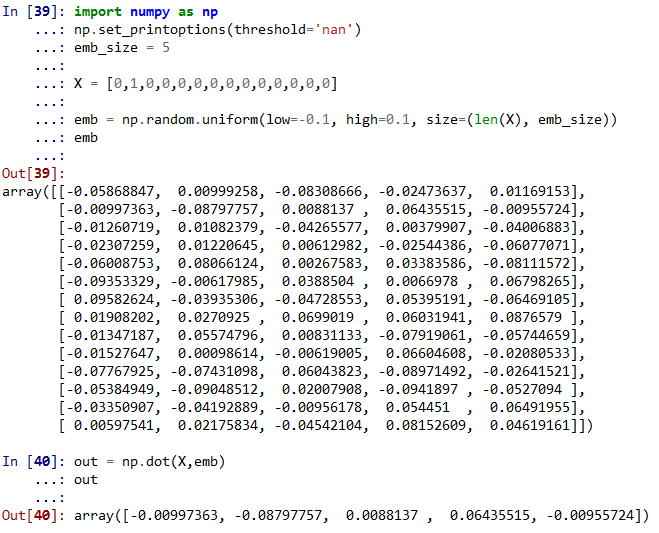 In [39]: import numpy as np
...: np.set_printoptions(threshold='nan')
...: emb_size = 5
...:
...: X = [0,1,0,0,0,0,0,0,0,0,0,0,0,0]
...:
...: emb = np.random.uniform(low=-0.1, high=0.1, size=(len(X), emb_size))
...: emb
...:
Out[39]:
array([[-0.05868847,  0.00999258, -0.08308666, -0.02473637,  0.01169153],
[-0.00997363, -0.08797757,  0.0088137 ,  0.06435515, -0.00955724],
[-0.01260719,  0.01082379, -0.04265577,  0.00379907, -0.04006883],
[-0.02307259,  0.01220645,  0.00612982, -0.02544386, -0.06077071],
[-0.06008753,  0.08066124,  0.00267583,  0.03383586, -0.08111572],
[-0.09353329, -0.00617985,  0.0388504 ,  0.0066978 ,  0.06798265],
[ 0.09582624, -0.03935306, -0.04728553,  0.05395191, -0.06469105],
[ 0.01908202,  0.0270925 ,  0.0699019 ,  0.06031941,  0.0876579 ],
[-0.01347187,  0.05574796,  0.00831133, -0.07919061, -0.05744659],
[-0.01527647,  0.00098614, -0.00619005,  0.06604608, -0.02080533],
[-0.07767925, -0.07431098,  0.06043823, -0.08971492, -0.02641521],
[-0.05384949, -0.09048512,  0.02007908, -0.0941897 , -0.0527094 ],
[-0.03350907, -0.04192889, -0.00956178,  0.054451  ,  0.06491955],
[ 0.00597541,  0.02175834, -0.04542104,  0.08152609,  0.04619161]])
In [40]: out = np.dot(X,emb)
...: out
...:
Out[40]: array([-0.00997363, -0.08797757,  0.0088137 ,  0.06435515, -0.00955724])